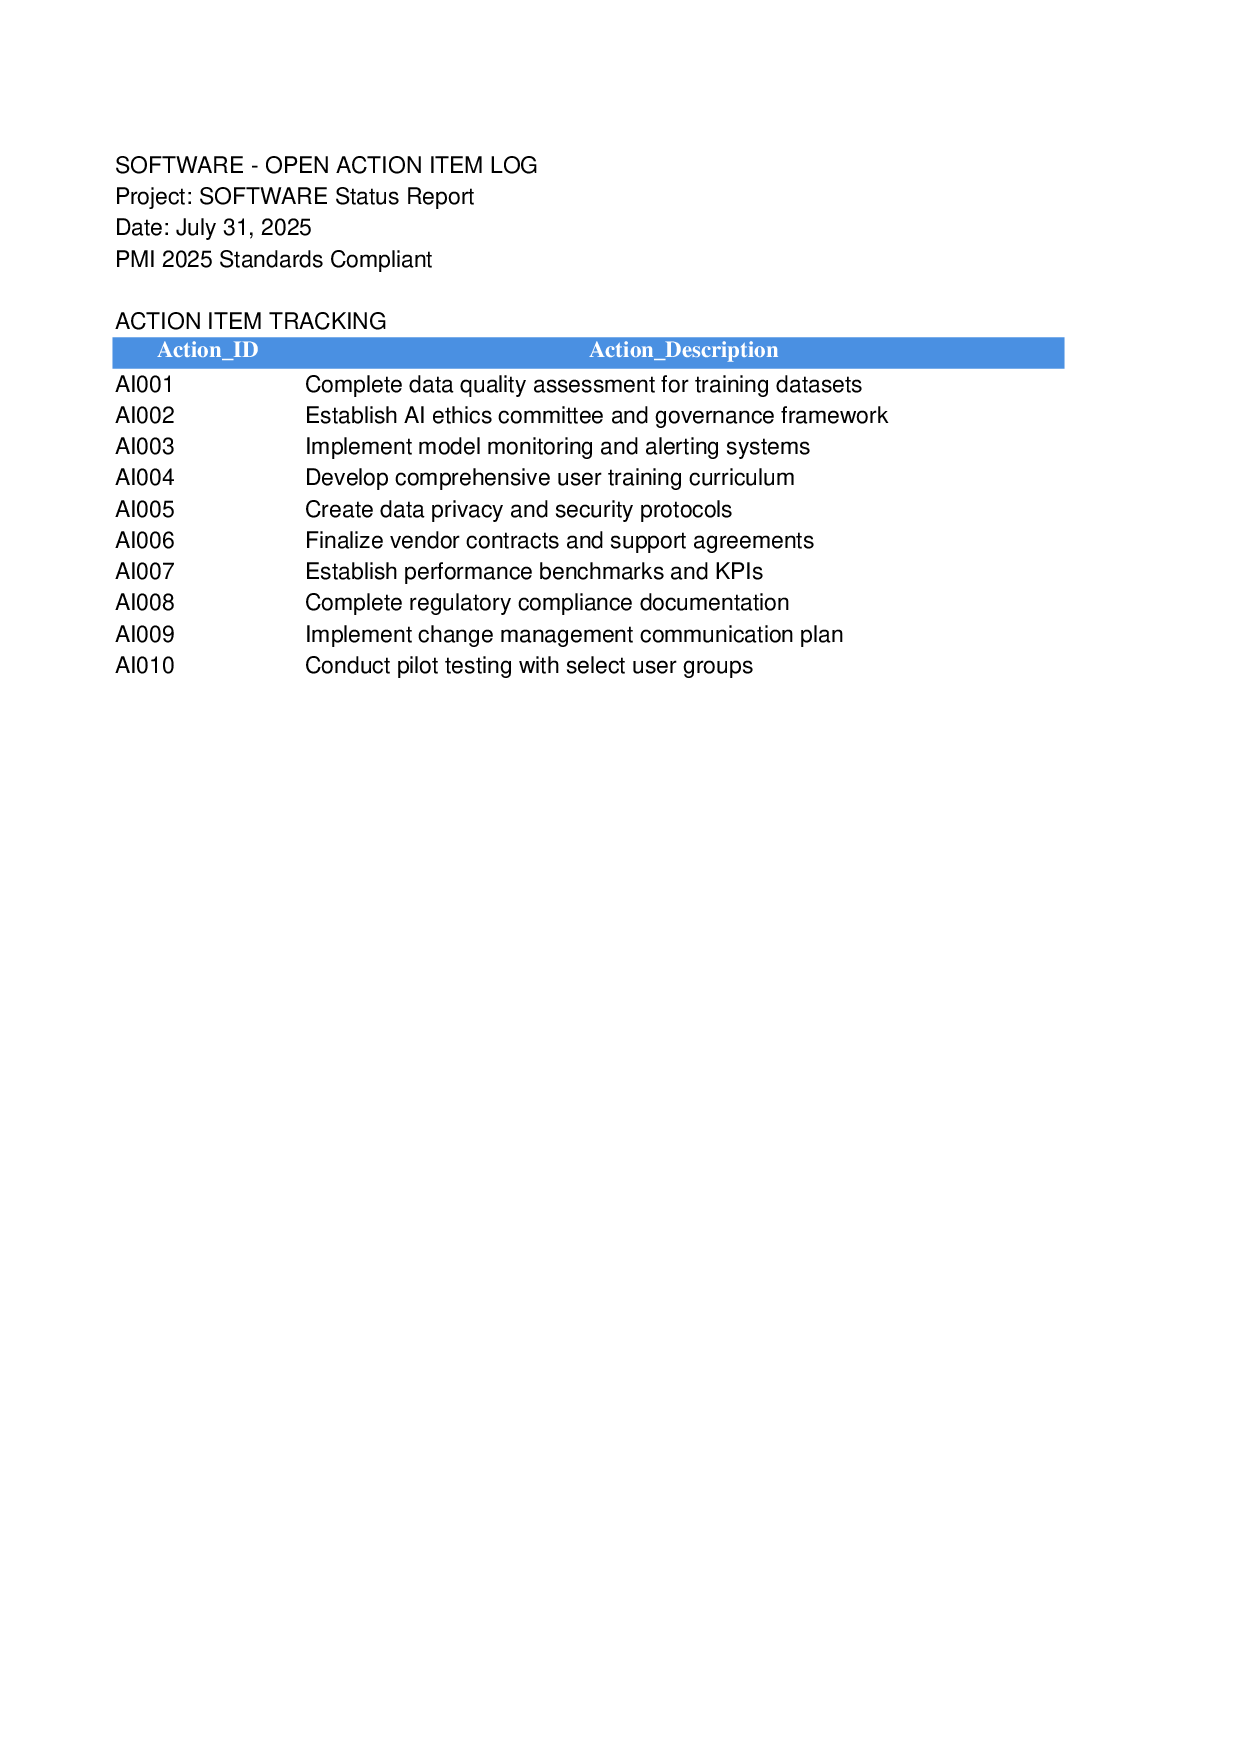 SOFTWARE - OPEN ACTION ITEM LOG
Project: SOFTWARE Status Report
Date: July 31, 2025
PMI 2025 Standards Compliant
ACTION ITEM TRACKING
Action_ID Action_Description
AI001 Complete data quality assessment for training datasets
AI002 Establish AI ethics committee and governance framework
AI003 Implement model monitoring and alerting systems
AI004 Develop comprehensive user training curriculum
AI005 Create data privacy and security protocols
AI006 Finalize vendor contracts and support agreements
AI007 Establish performance benchmarks and KPIs
AI008 Complete regulatory compliance documentation
AI009 Implement change management communication plan
AI010 Conduct pilot testing with select user groups